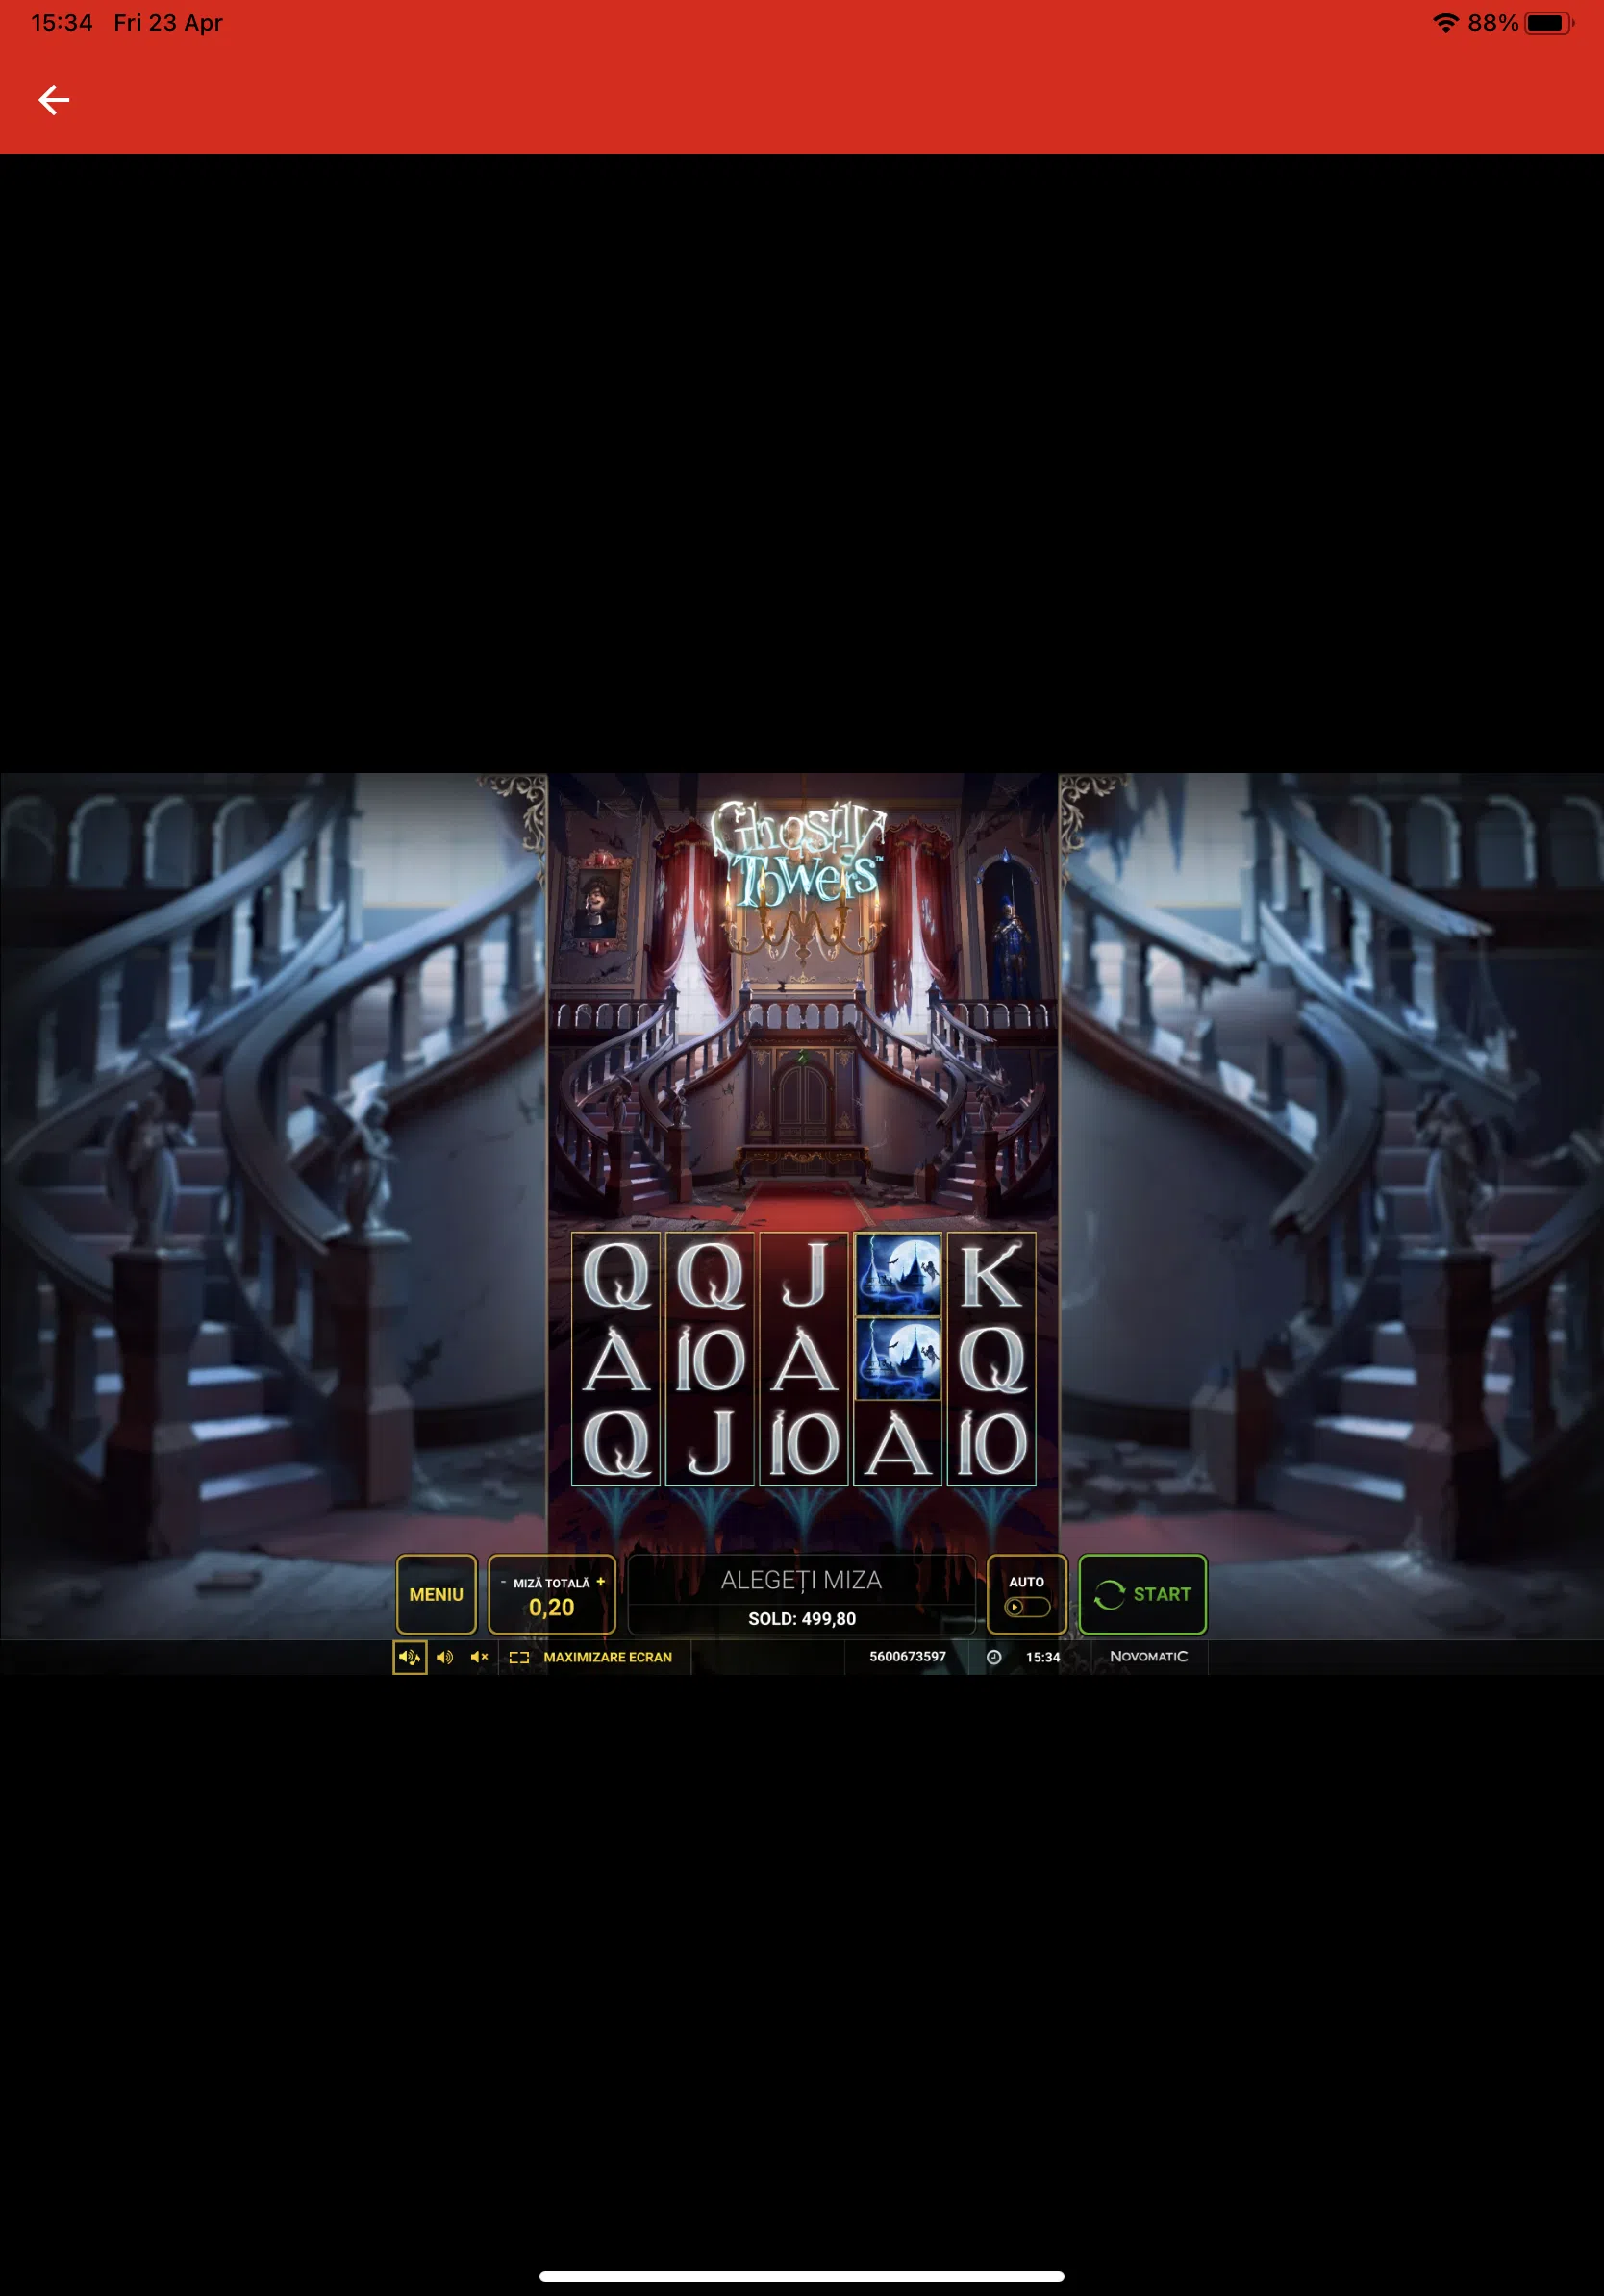 15:34 Fri 23 Apr 88%
Ghostly
Towers™
Q Q J K
A 10 A Q
Q J 10 A 10
MENIU
- MIZĂ TOTALĂ +
0,20
ALEGEȚI MIZA
SOLD: 499,80
AUTO
START
MAXIMIZARE ECRAN 5600673597 15:34 NOVOMATIC